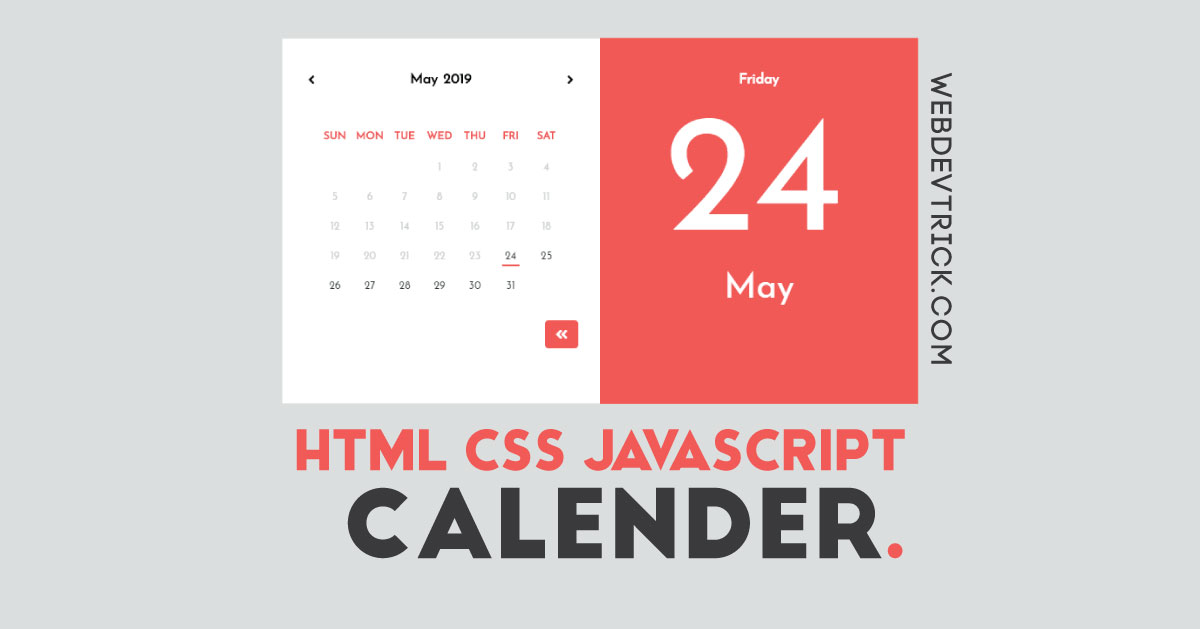 May 2019
SUN MON TUE WED THU FRI SAT
1 2 3 4
5 6 7 8 9 10 11
12 13 14 15 16 17 18
19 20 21 22 23 24 25
26 27 28 29 30 31
Friday
24
May
WEBDEVTRICK.COM
HTML CSS JAVASCRIPT
CALENDER.